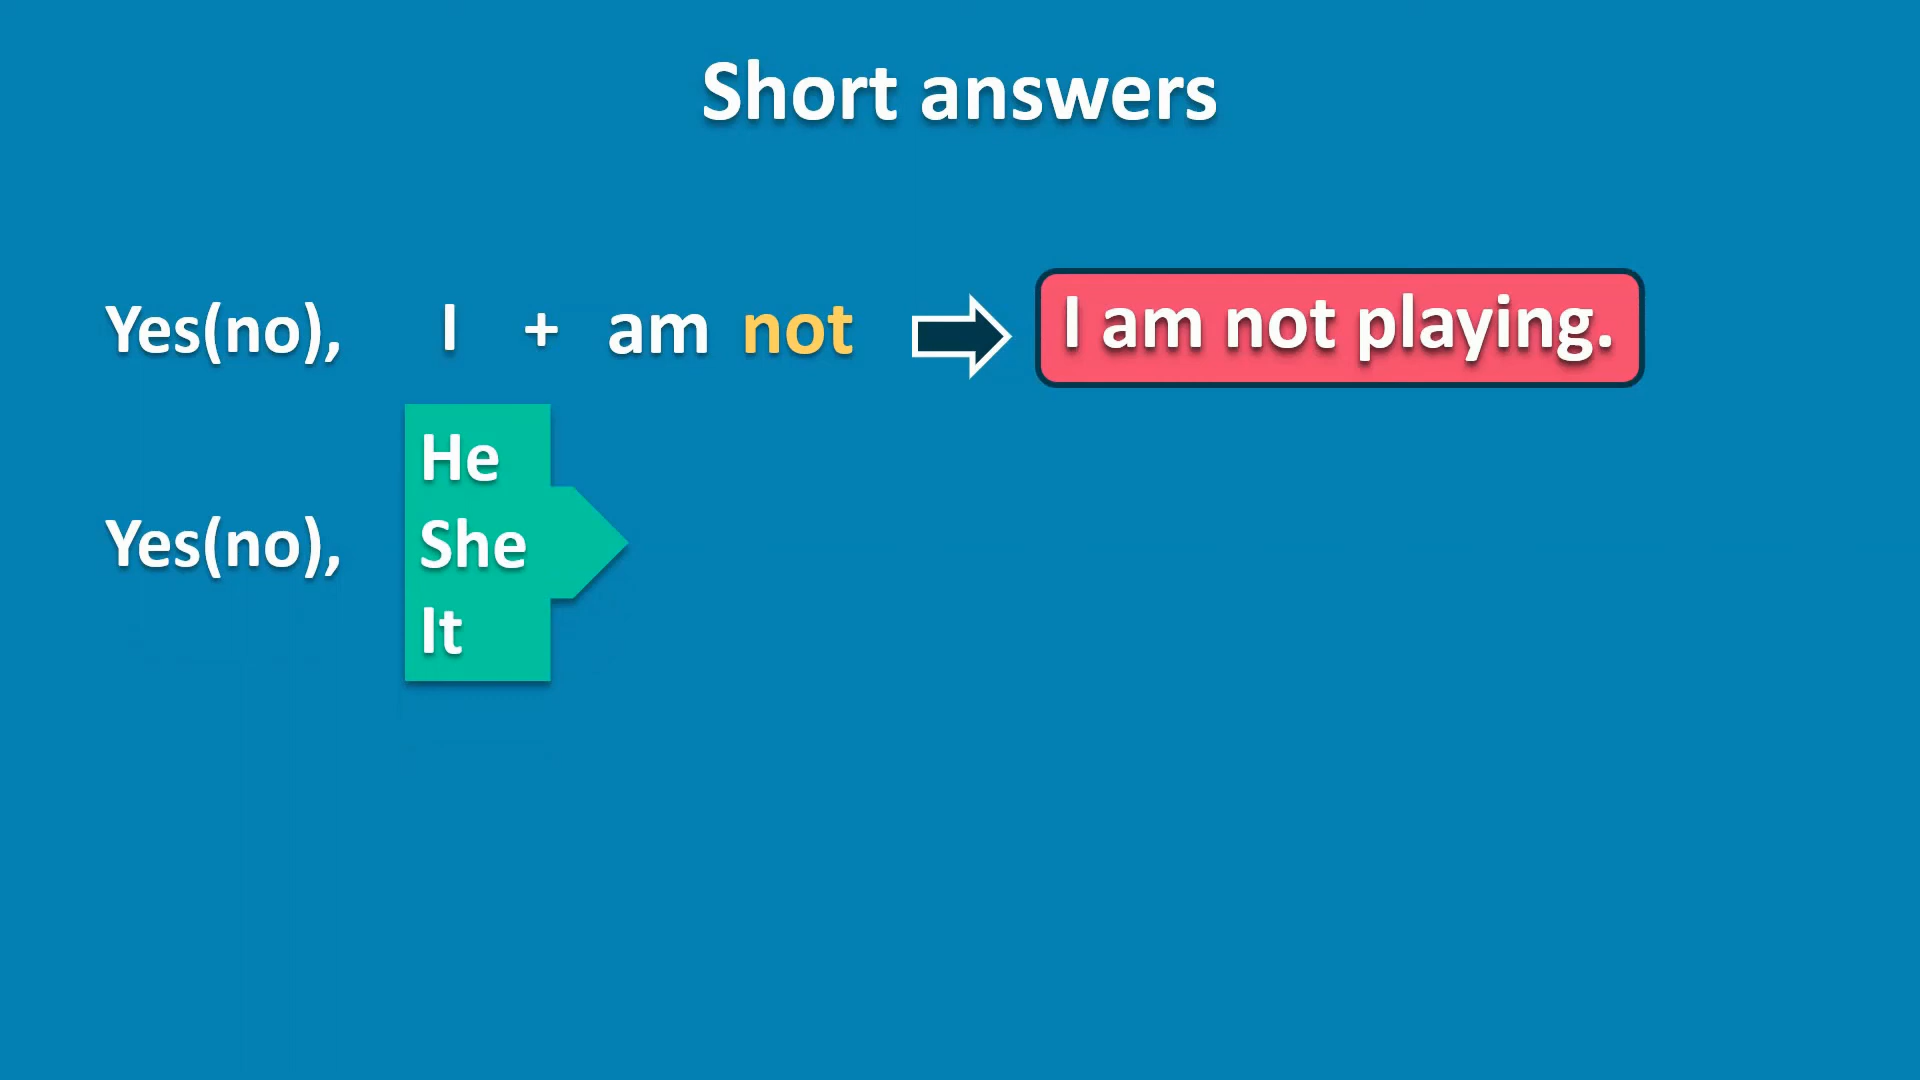 Short answers
Yes(no), I + am not I am not playing.
He
Yes(no), She
It